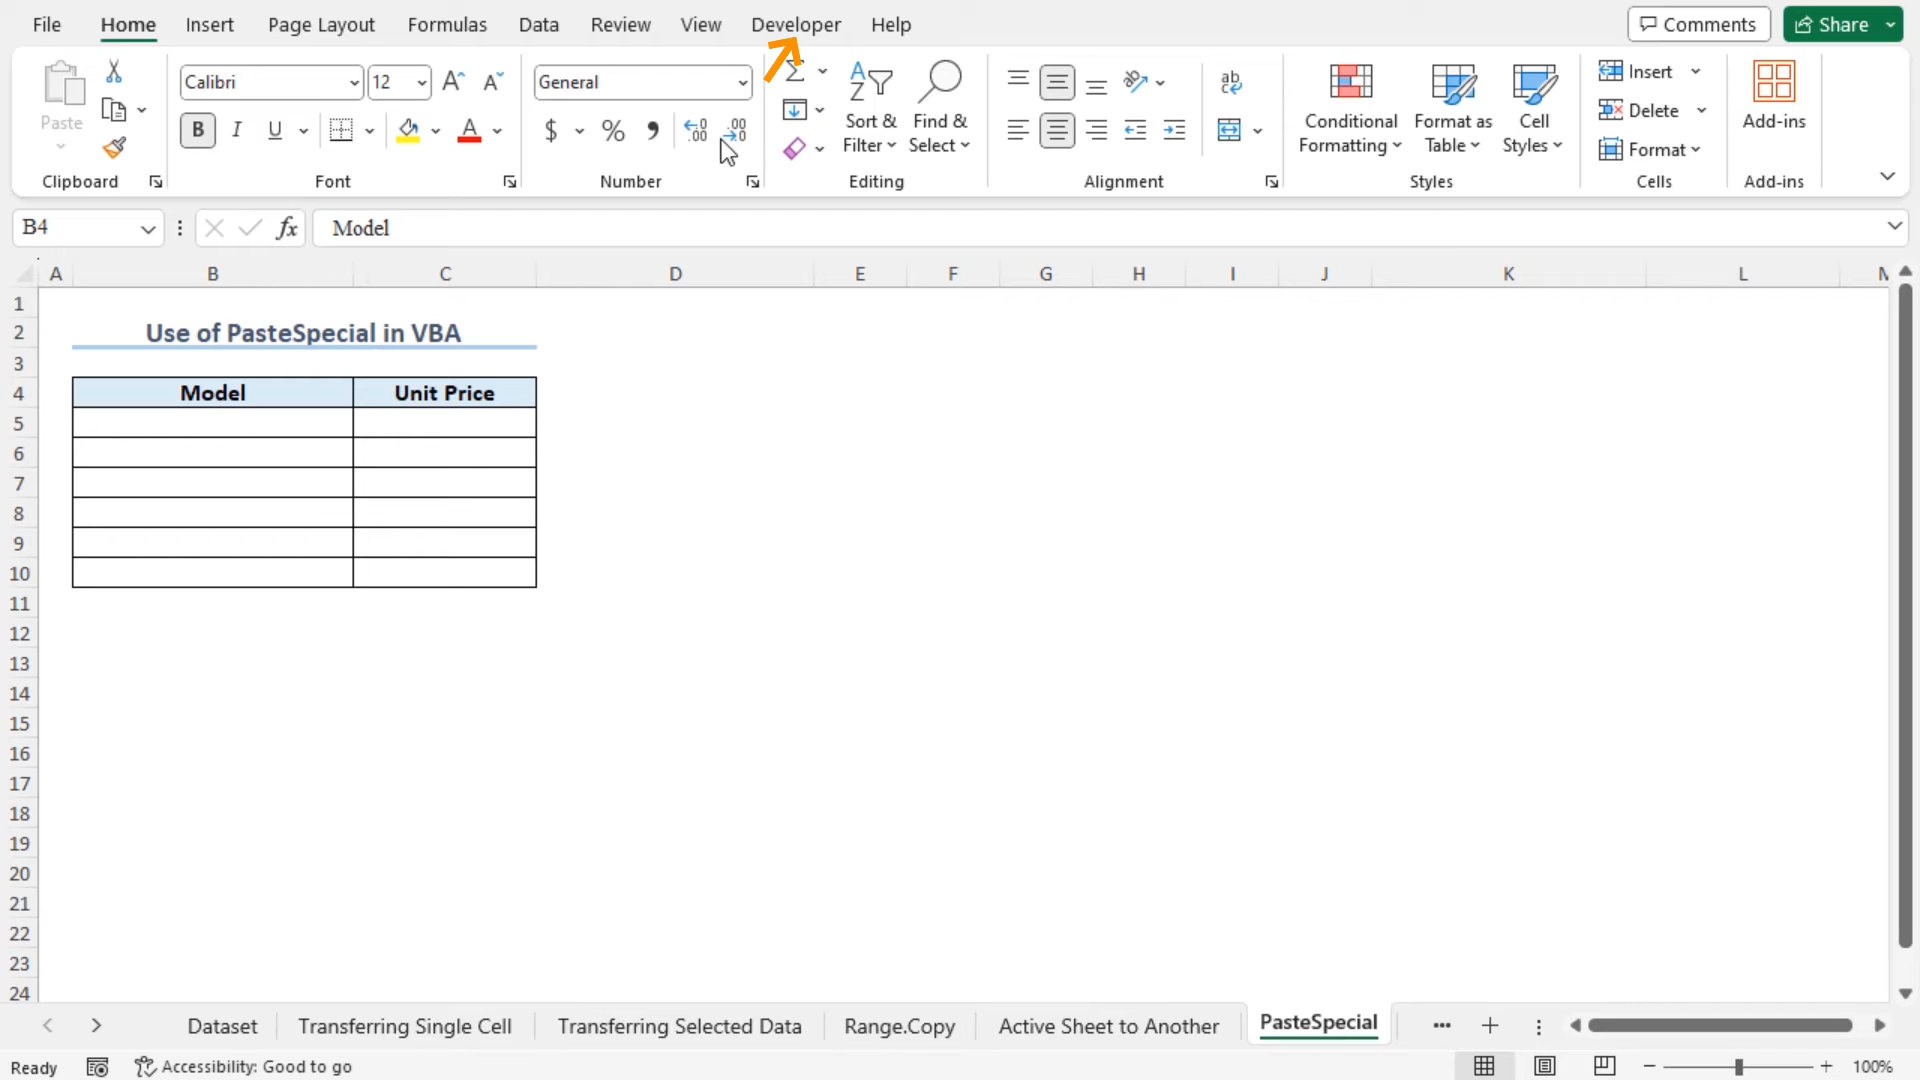 File Home Insert Page Layout Formulas Data Review View Developer Help Comments Share
Calibri 12 General Insert
Paste Delete
B I U $ % Sort & Filter Find & Select Conditional Formatting Format as Table Cell Styles Format Add-ins
Clipboard Font Number Editing Alignment Styles Cells Add-ins
B4 fx Model
A B C D E F G H I J K L M
1
2 Use of PasteSpecial in VBA
3
4 Model Unit Price
5
6
7
8
9
10
11
12
13
14
15
16
17
18
19
20
21
22
23
24
Dataset Transferring Single Cell Transferring Selected Data Range.Copy Active Sheet to Another PasteSpecial ...
Ready Accessibility: Good to go 100%